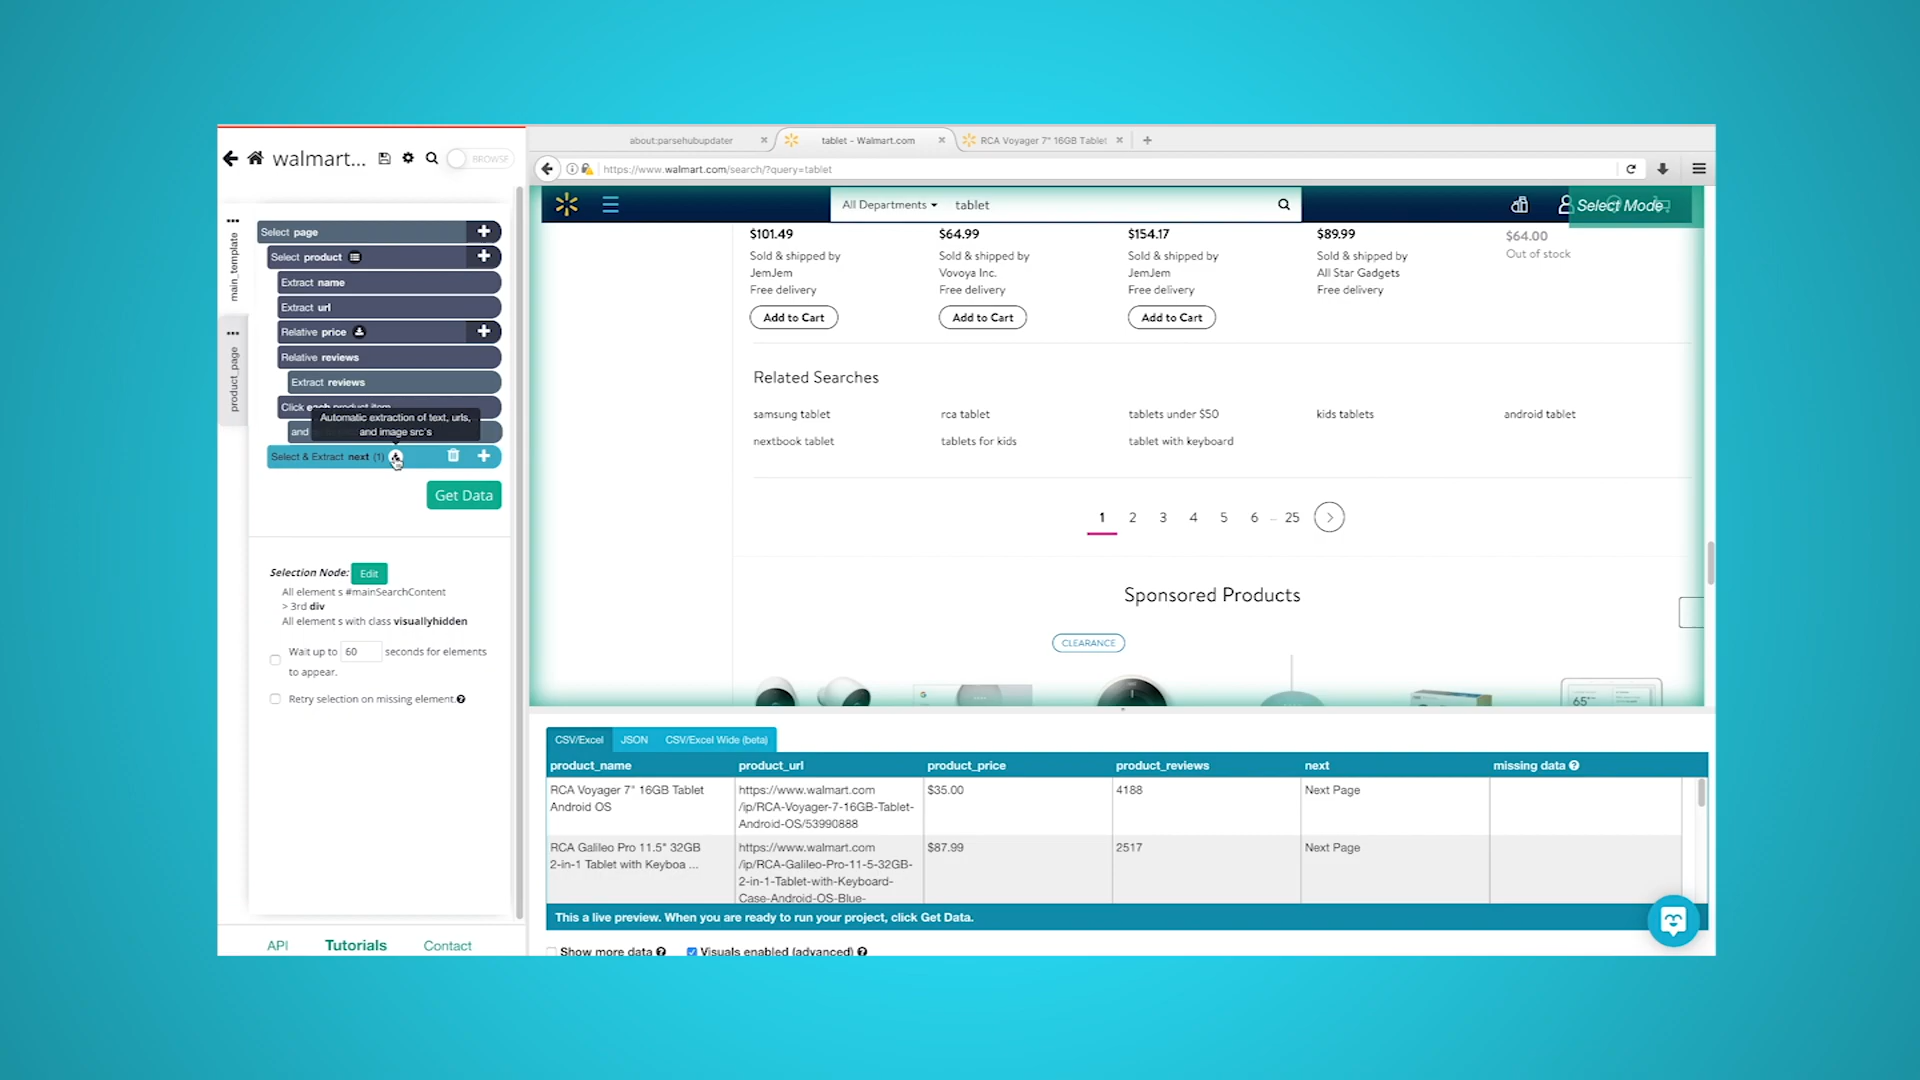 walmart...
BROWSE
main_template
product_page
Select page
Select product
Extract name
Extract url
Relative price
Relative reviews
Extract reviews
Click each product item
Automatic extraction of text, urls,
and image src's
and
Select & Extract next (1)
Get Data
Selection Node: Edit
All element s #mainSearchContent
> 3rd div
All element s with class visuallyhidden
Wait up to 60 seconds for elements
to appear.
Retry selection on missing element.
API Tutorials Contact
about:parsehubupdater
tablet - Walmart.com
RCA Voyager 7" 16GB Tablet
https://www.walmart.com/search/?query=tablet
All Departments tablet
Select Mode
$101.49 $64.99 $154.17 $89.99 $64.00
Sold & shipped by Sold & shipped by Sold & shipped by Sold & shipped by Out of stock
JemJem Vovoya Inc. JemJem All Star Gadgets
Free delivery Free delivery Free delivery Free delivery
Add to Cart Add to Cart Add to Cart
Related Searches
samsung tablet rca tablet tablets under $50 kids tablets android tablet
nextbook tablet tablets for kids tablet with keyboard
1 2 3 4 5 6 ... 25
Sponsored Products
CLEARANCE
G
65°
CSV/Excel JSON CSV/Excel Wide (beta)
product_name product_url product_price product_reviews next missing data
RCA Voyager 7" 16GB Tablet https://www.walmart.com $35.00 4188 Next Page
Android OS /ip/RCA-Voyager-7-16GB-Tablet-
Android-OS/53990888
RCA Galileo Pro 11.5" 32GB https://www.walmart.com $87.99 2517 Next Page
2-in-1 Tablet with Keyboa ... /ip/RCA-Galileo-Pro-11-5-32GB-
2-in-1-Tablet-with-Keyboard-
Case-Android-OS-Blue-
This a live preview. When you are ready to run your project, click Get Data.
Show more data Visuals enabled (advanced)